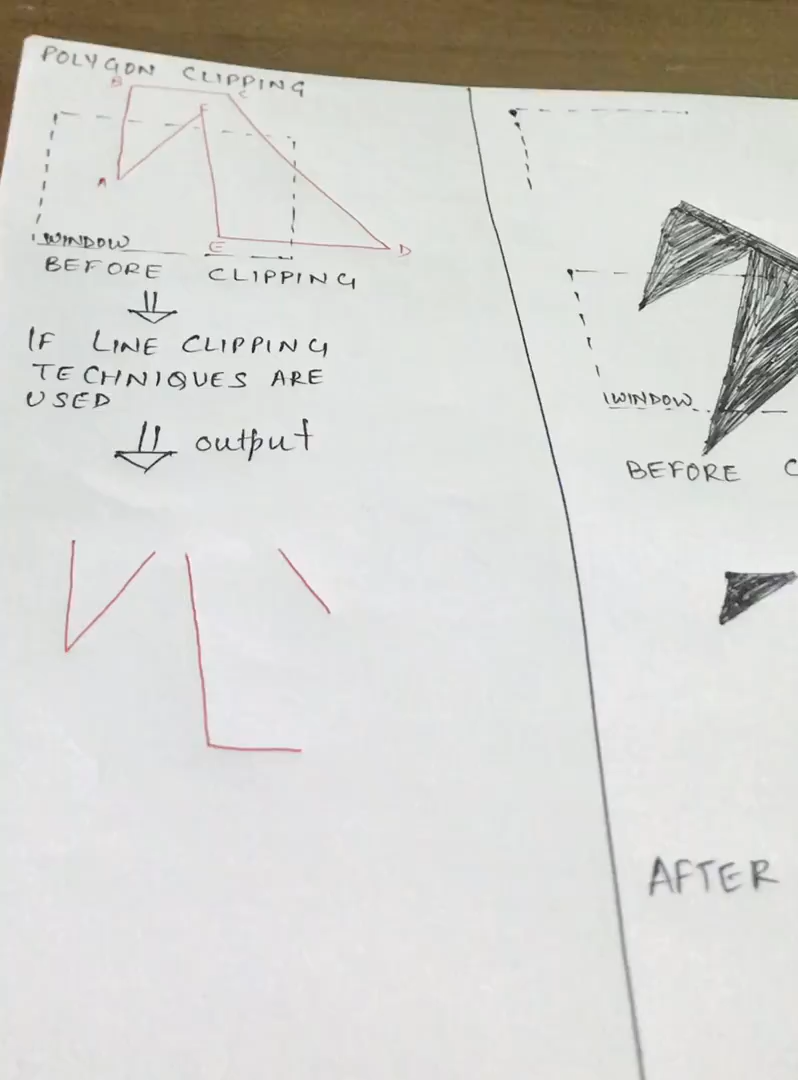 POLYGON CLIPPING
B
C
F
A
WINDOW
E
D
BEFORE CLIPPING
IF LINE CLIPPING
TECHNIQUES ARE
USED
output
WINDOW
BEFORE C
AFTER